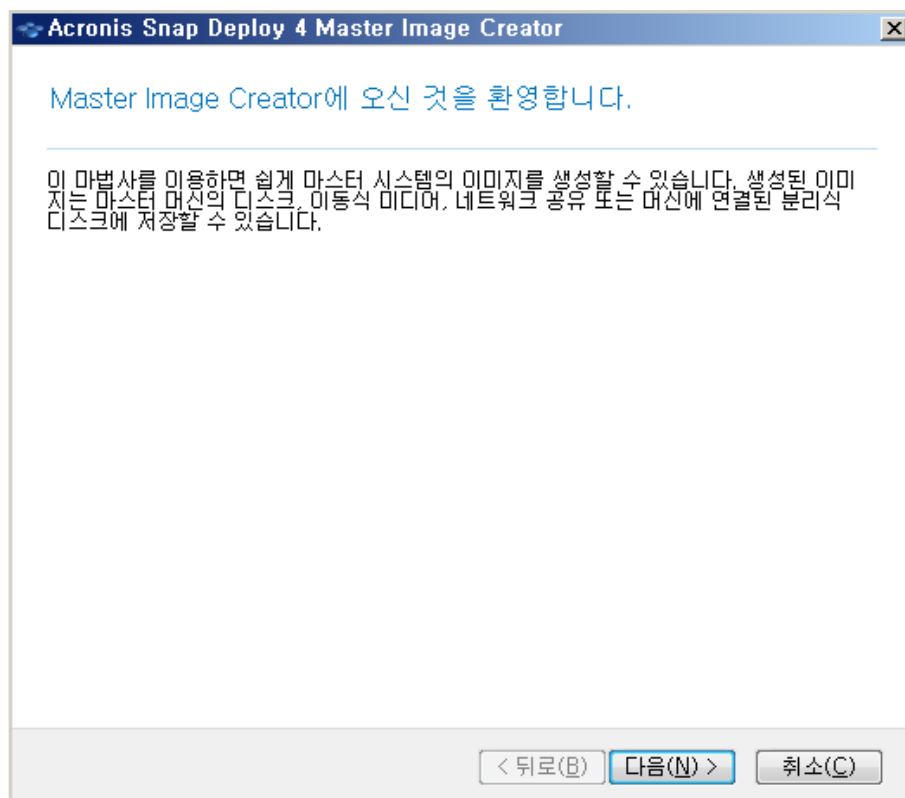 Acronis Snap Deploy 4 Master Image Creator
Master Image Creator에 오신 것을 환영합니다.
이 마법사를 이용하면 쉽게 마스터 시스템의 이미지를 생성할 수 있습니다. 생성된 이미
지는 마스터 머신의 디스크, 이동식 미디어, 네트워크 공유 또는 머신에 연결된 분리식
디스크에 저장할 수 있습니다.
< 뒤로(B) 다음(N) > 취소(C)